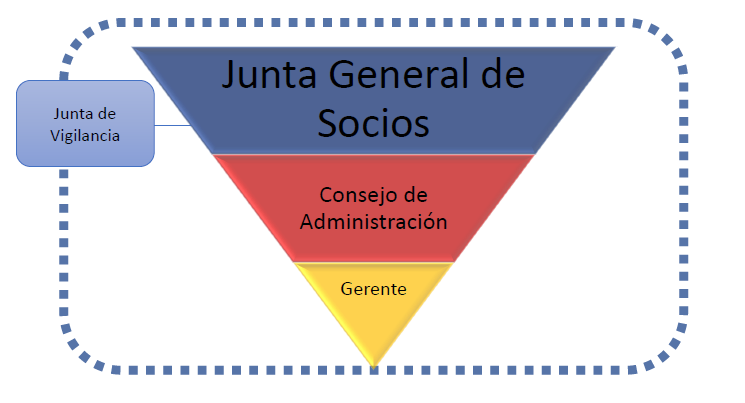 Junta General de
Socios
Junta de
Vigilancia
Consejo de
Administración
Gerente